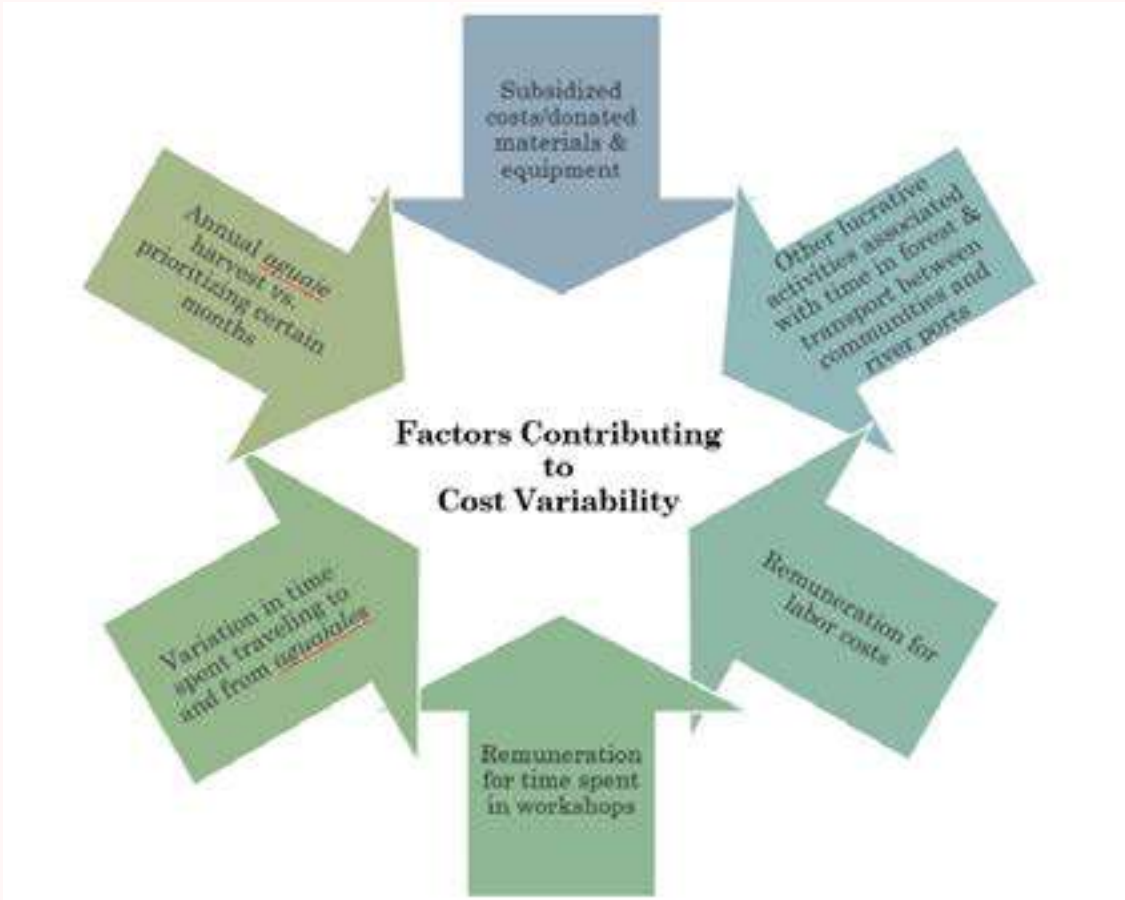 Subsidized
costs/donated
materials &
equipment
Other lucrative
activities associated
with time in forest &
transport between
communities and
river ports
Remuneration for
labor costs
Remuneration
for time spent
in workshops
Variation in time
spent traveling to
and from aguajales
Annual aguaje
harvest vs.
prioritizing certain
months
Factors Contributing
to
Cost Variability